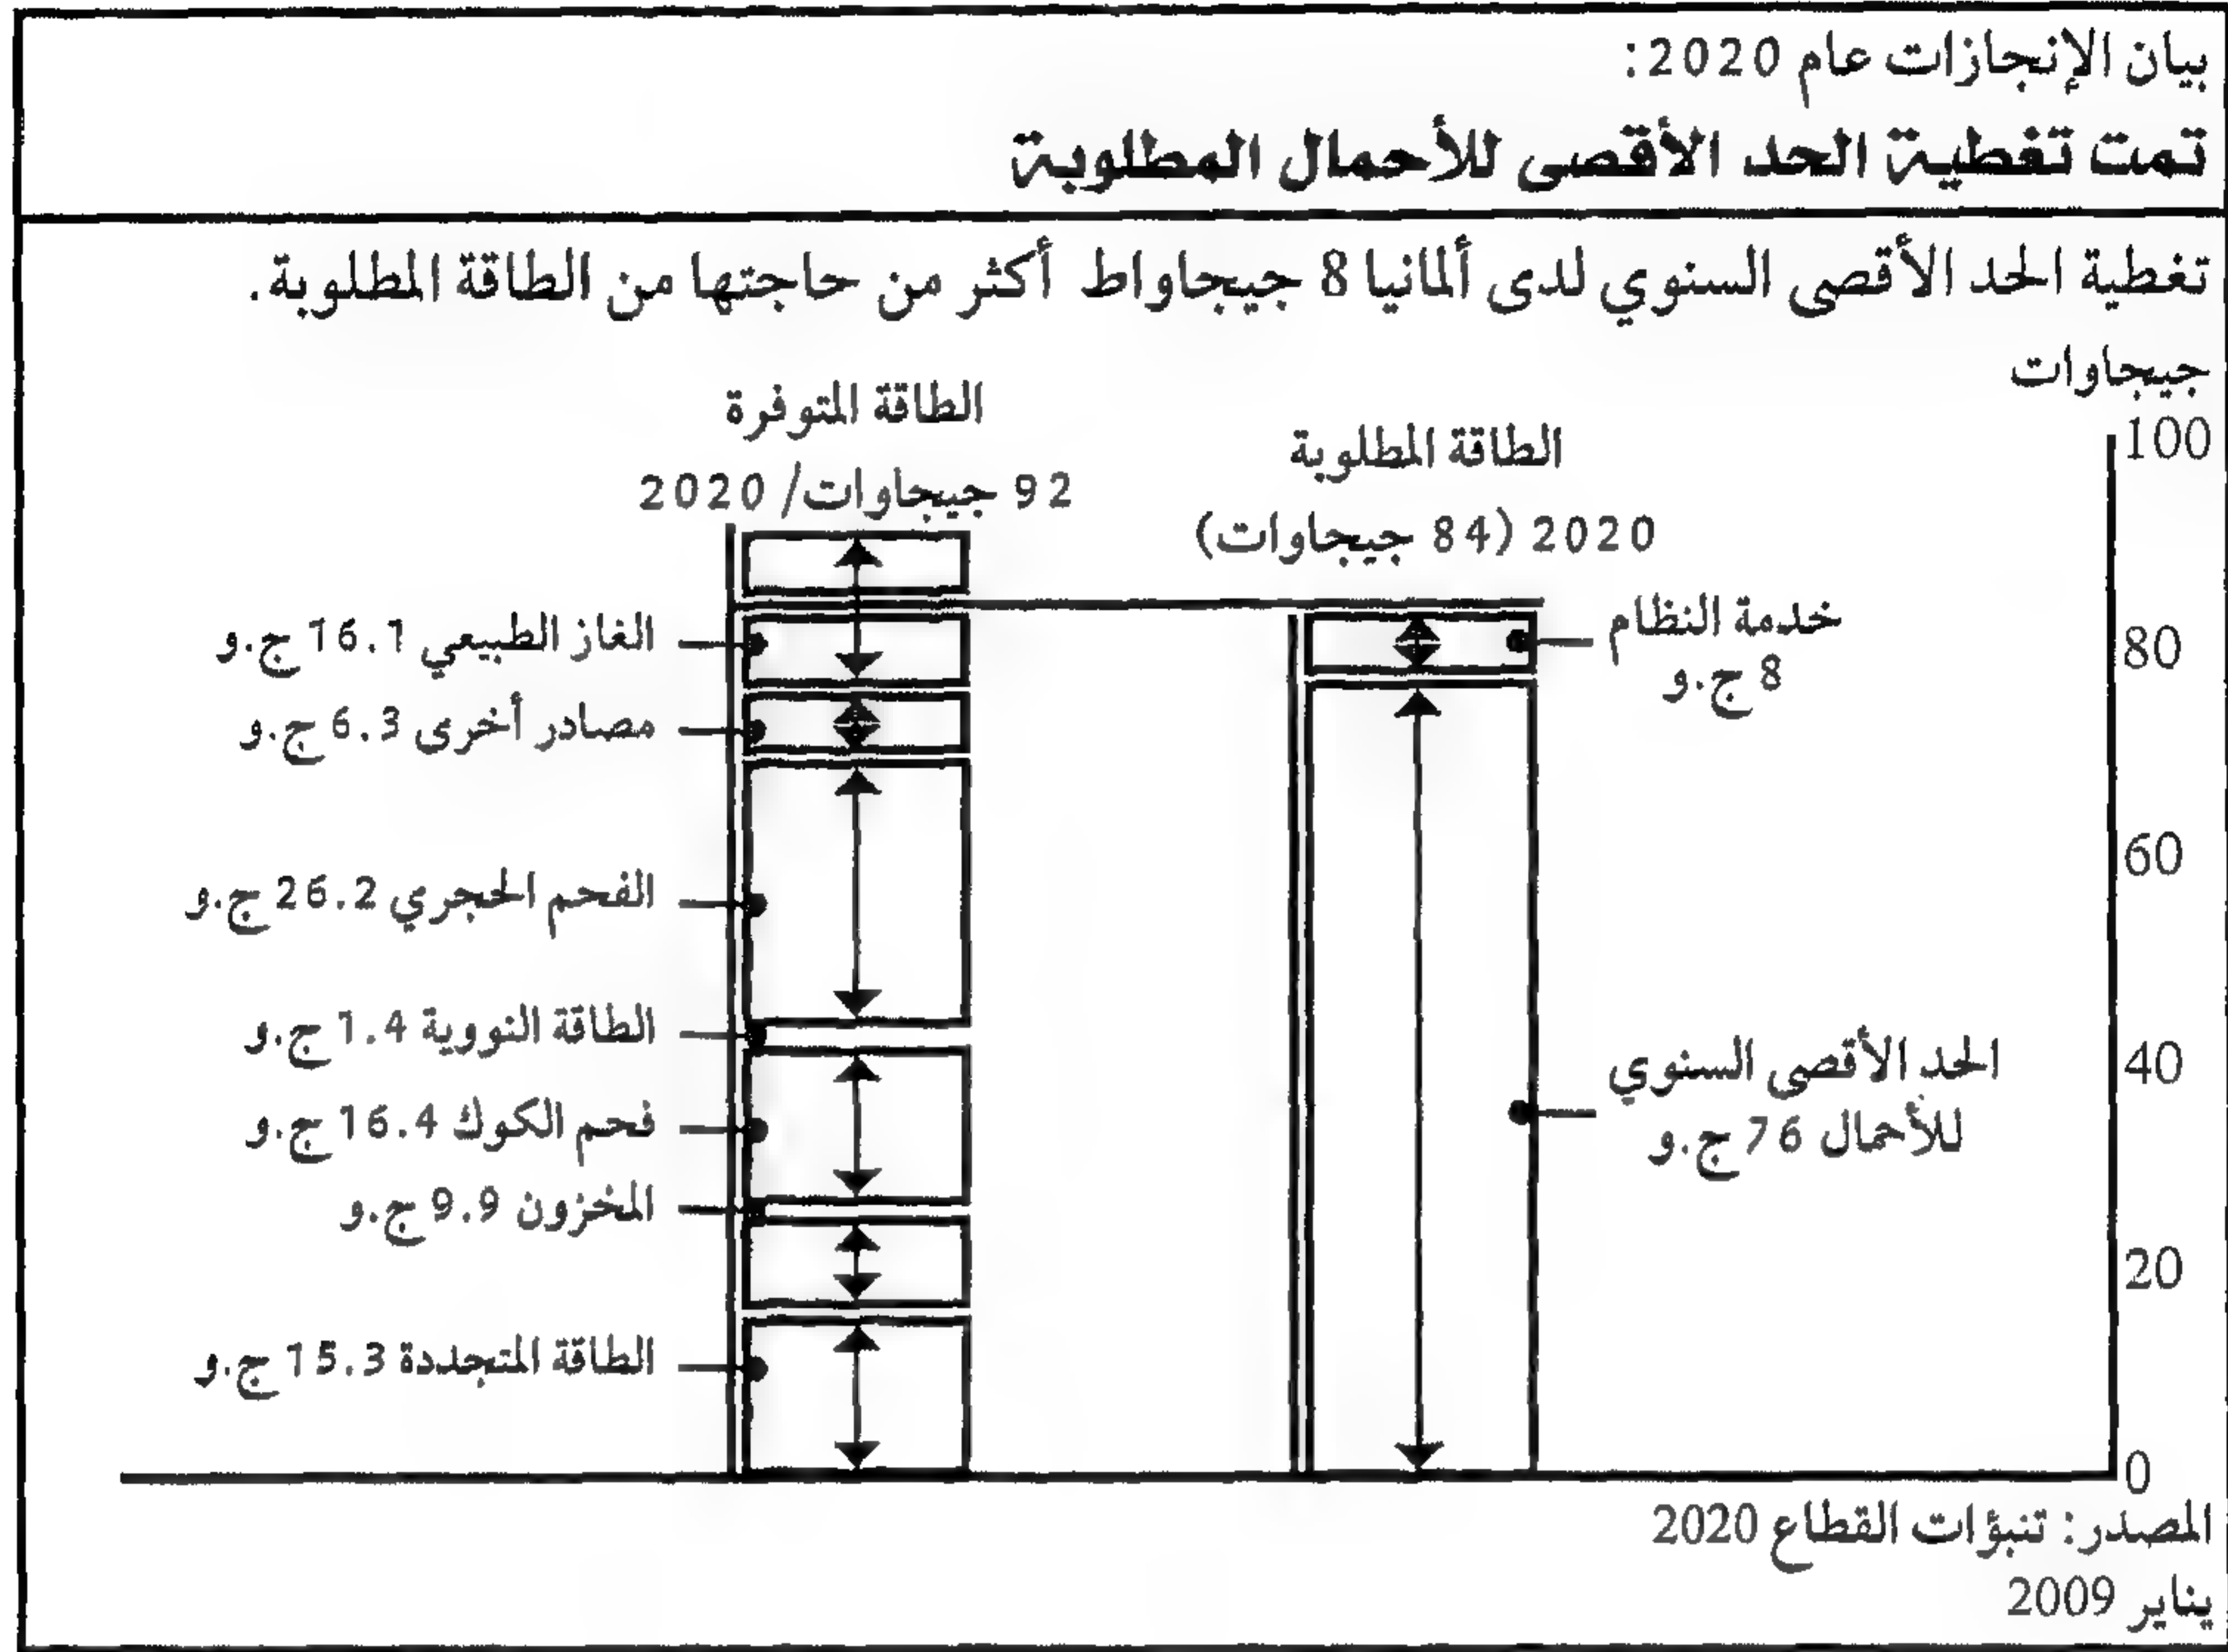 بيان الإنجازات عام 2020:
تمت تغطية الحد الأقصى للأحمال المطلوبة
تغطية الحد الأقصى السنوي لدى ألمانيا 8 جيجاواط أكثر من حاجتها من الطاقة المطلوبة.
جيجاوات
100
80
60
40
20
0
الطاقة المطلوبة
2020 (84 جيجاوات)
خدمة النظام
8 ج.و
الحد الأقصى السنوي
للأحمال 76 ج.و
الطاقة المتوفرة
92 جيجاوات/ 2020
الغاز الطبيعي 16.1 ج.و
مصادر أخرى 6.3 ج.و
الفحم الحجري 26.2 ج.و
الطاقة النووية 1.4 ج.و
فحم الكوك 16.4 ج.و
المخزون 9.9 ج.و
الطاقة المتجددة 15.3 ج.و
المصدر: تنبؤات القطاع 2020
يناير 2009